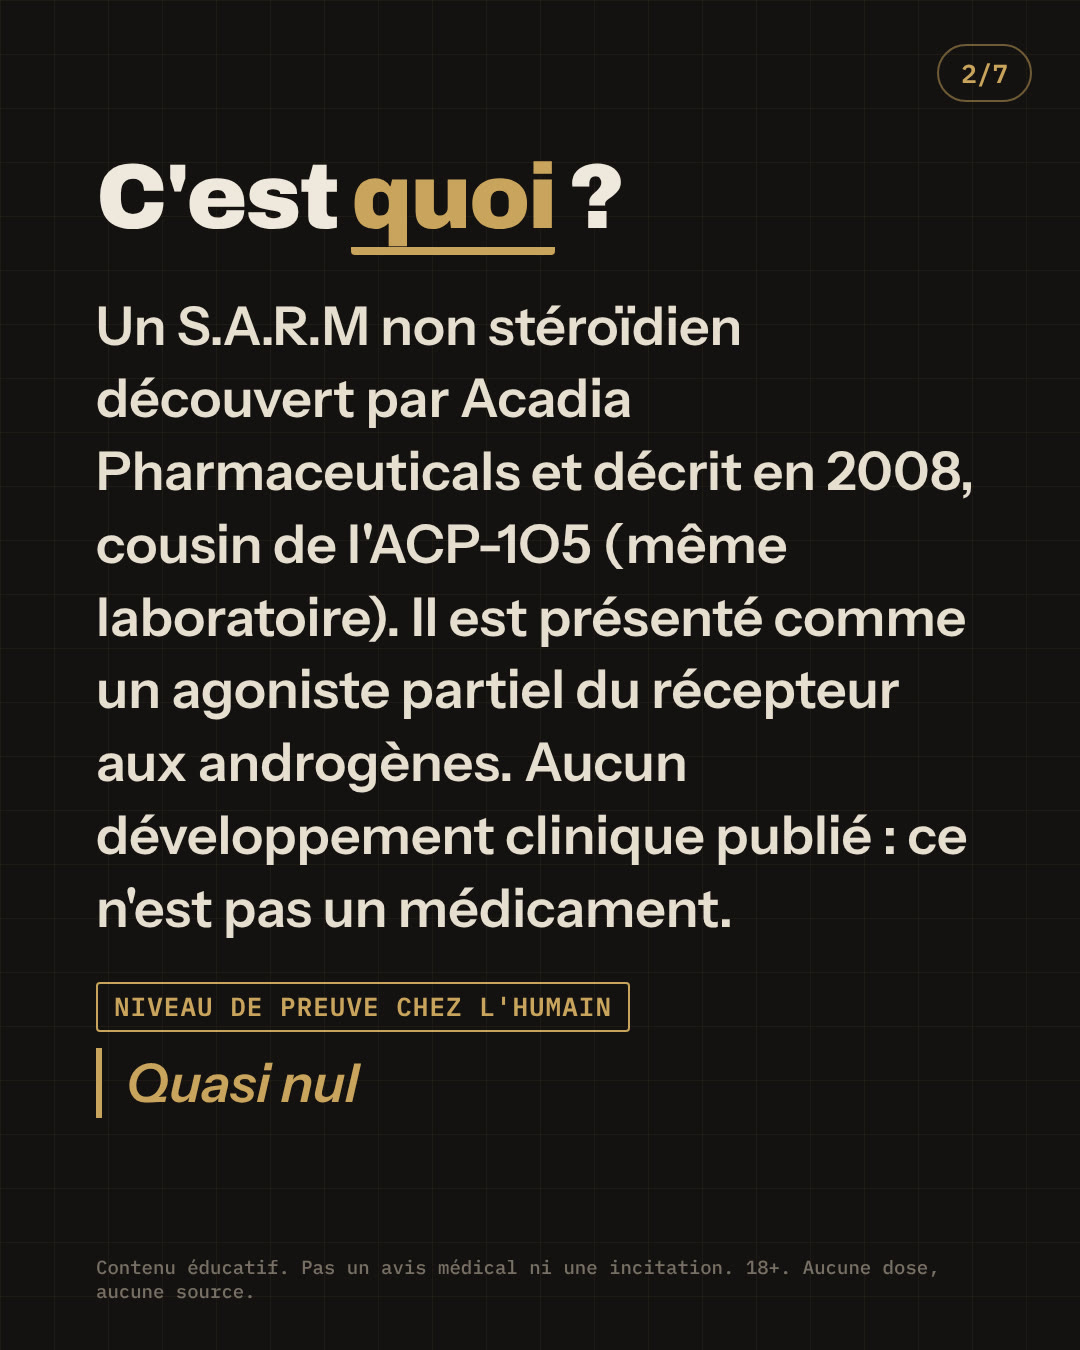 2/7
C'est quoi ?
Un S.A.R.M non stéroïdien
découvert par Acadia
Pharmaceuticals et décrit en 2008,
cousin de l'ACP-105 (même
laboratoire). Il est présenté comme
un agoniste partiel du récepteur
aux androgènes. Aucun
développement clinique publié : ce
n'est pas un médicament.
NIVEAU DE PREUVE CHEZ L'HUMAIN
Quasi nul
Contenu éducatif. Pas un avis médical ni une incitation. 18+. Aucune dose,
aucune source.